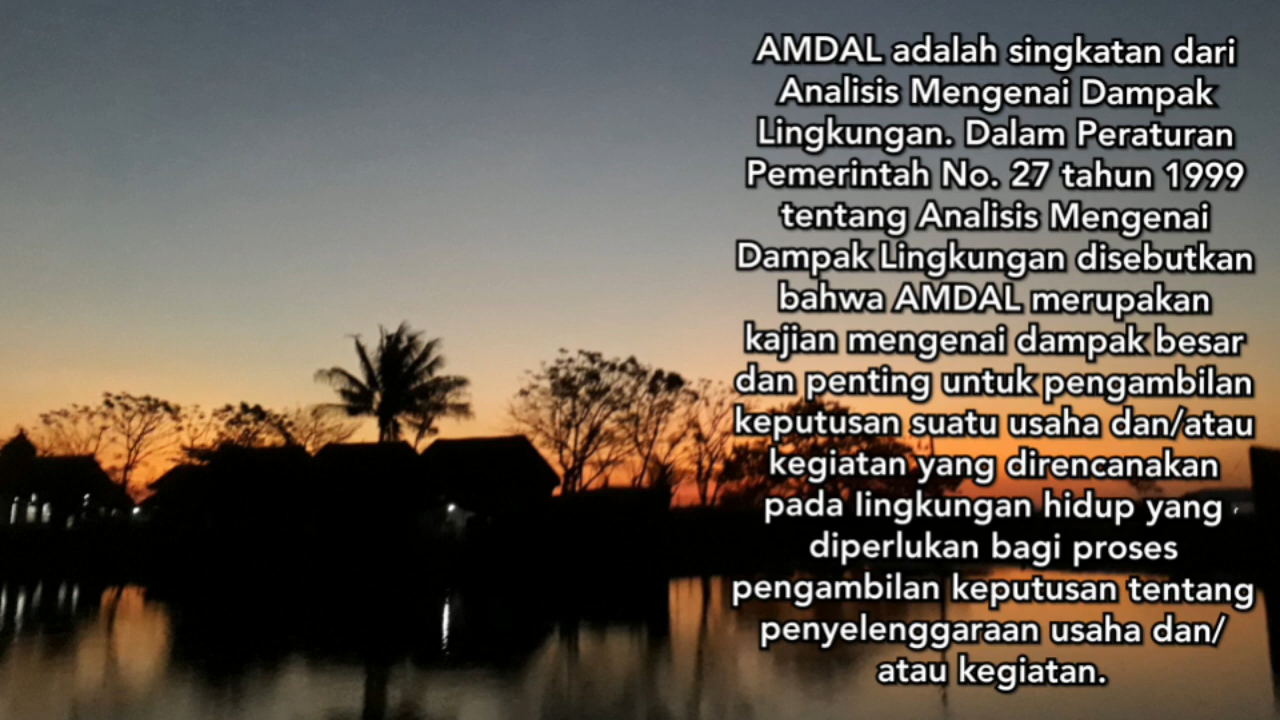 AMDAL adalah singkatan dari
Analisis Mengenai Dampak
Lingkungan. Dalam Peraturan
Pemerintah No. 27 tahun 1999
tentang Analisis Mengenai
Dampak Lingkungan disebutkan
bahwa AMDAL merupakan
kajian mengenai dampak besar
dan penting untuk pengambilan
keputusan suatu usaha dan/atau
kegiatan yang direncanakan
pada lingkungan hidup yang
diperlukan bagi proses
pengambilan keputusan tentang
penyelenggaraan usaha dan/
atau kegiatan.